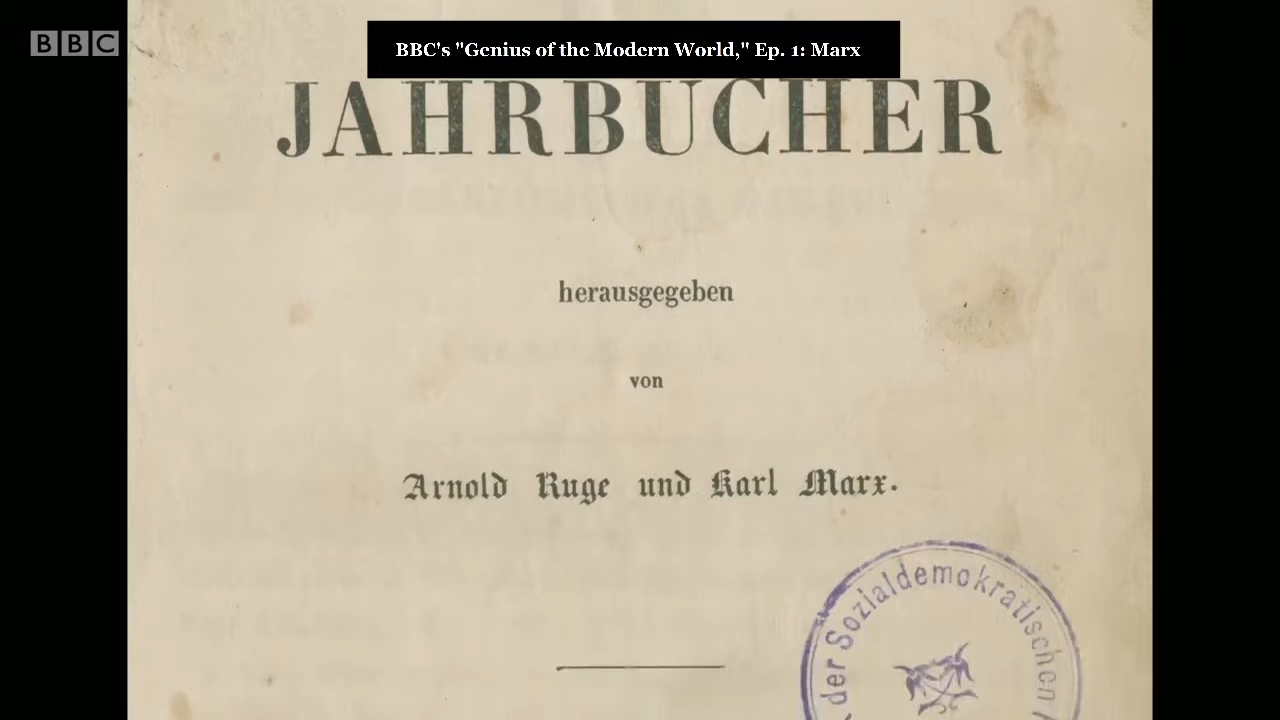 BBC
BBC's "Genius of the Modern World," Ep. 1: Marx
JAHRBUCHER
herausgegeben
von
Arnold Ruge und Karl Marx.
der Sozialdemokratischen